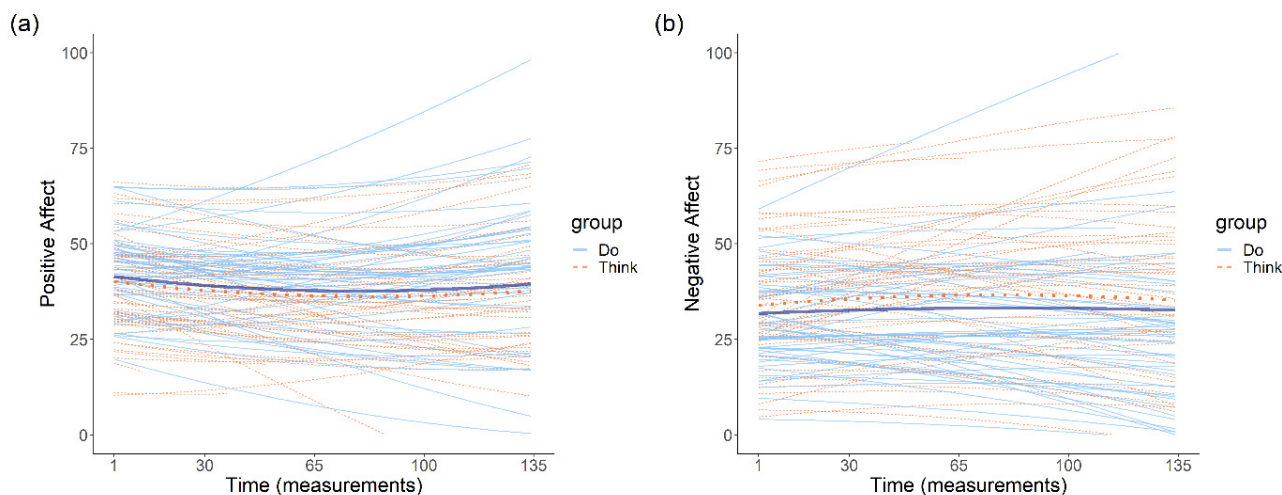 (a)
100
75
50
25
0
Positive Affect
1 30 65 100 135
Time (measurements)
group
Do
Think
(b)
100
75
50
25
0
Negative Affect
1 30 65 100 135
Time (measurements)
group
Do
Think